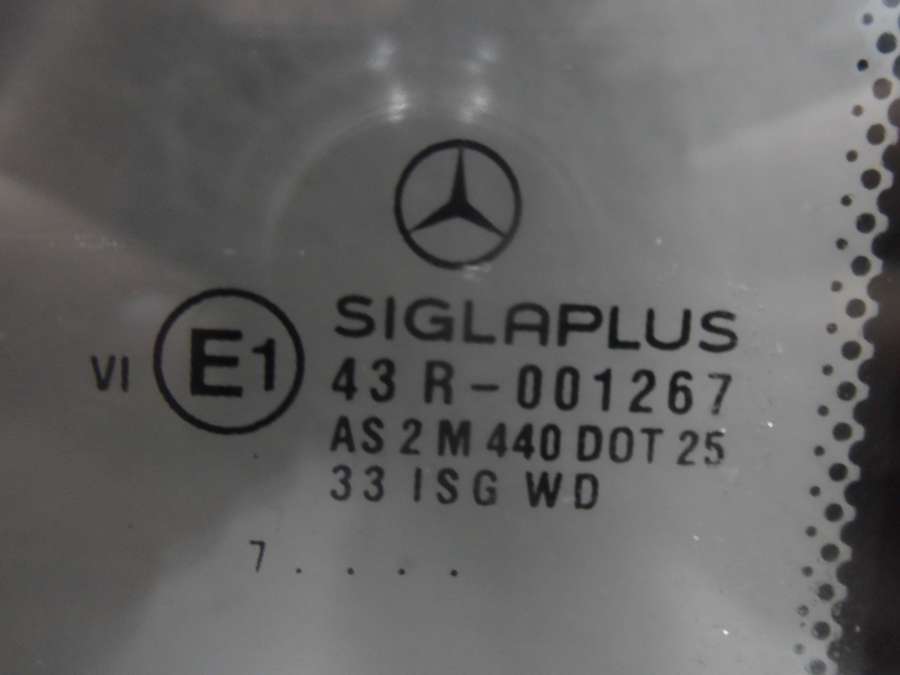 SIGLAPLUS
VI E1 43 R-001267
AS 2 M 440 DOT 25
33 ISG WD
7 . . . .